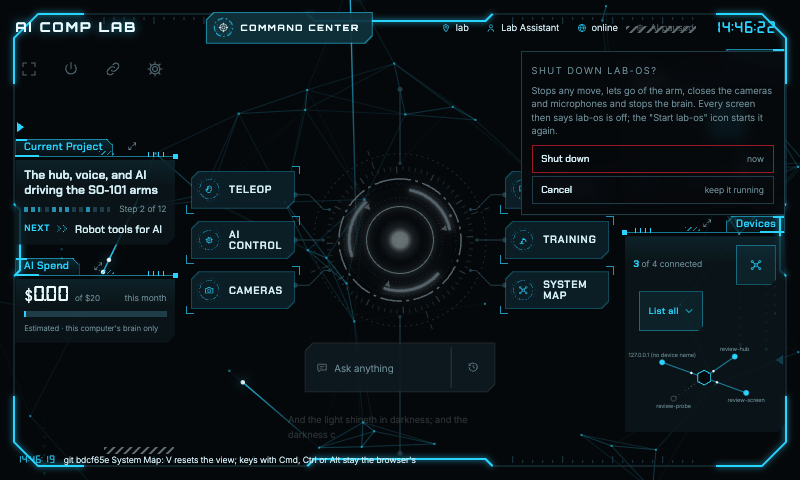 AI COMP LAB
COMMAND CENTER
lab
Lab Assistant
online
14:46:22
SHUT DOWN LAB-OS?
Stops any move, lets go of the arm, closes the cameras
and microphones and stops the brain. Every screen
then says lab-os is off; the "Start lab-os" icon starts it
again.
Shut down now
Cancel keep it running
Current Project
The hub, voice, and AI
driving the SO-101 arms
Step 2 of 12
NEXT Robot tools for AI
AI Spend
$0.00 of $20 this month
Estimated · this computer's brain only
TELEOP
AI
CONTROL
CAMERAS
TRAINING
SYSTEM
MAP
Devices
3 of 4 connected
List all
review-hub
127.0.0.1 (no device name)
review-screen
review-probe
Ask anything
And the light shineth in darkness; and the
darkness c
14:46:19 git bdcf65e System Map: V resets the view; keys with Cmd, Ctrl or Alt stay the browser's